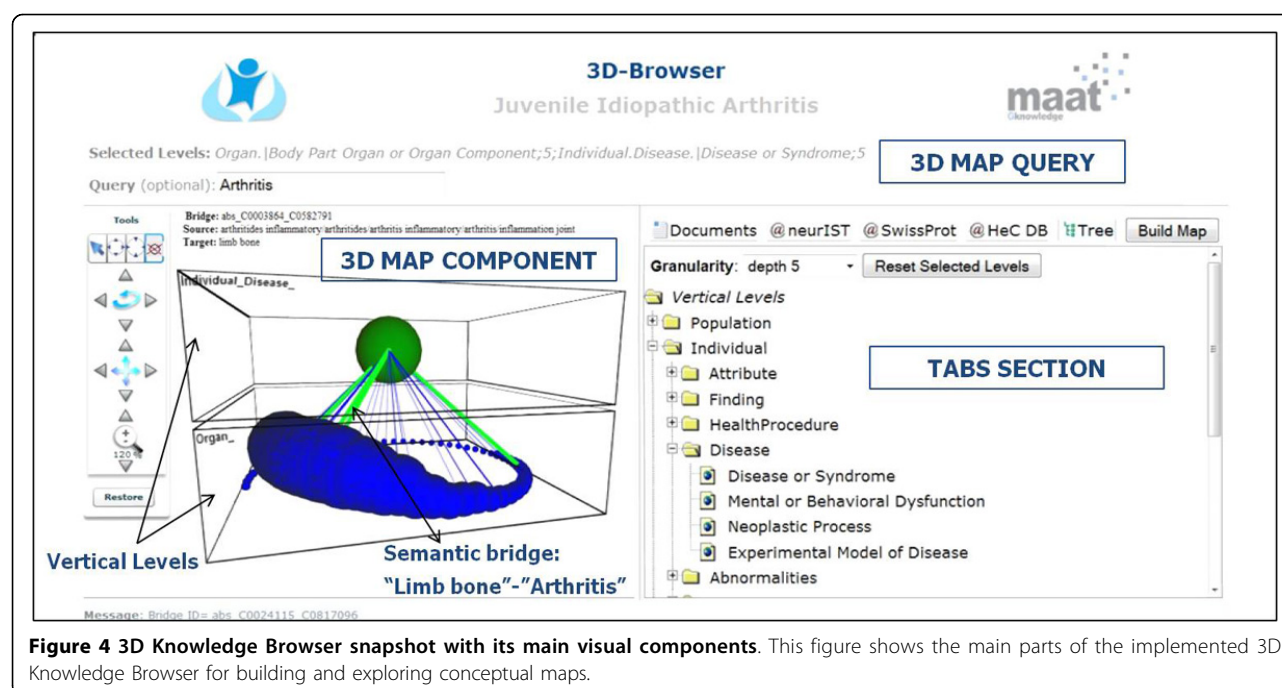 3D-Browser
Juvenile Idiopathic Arthritis
maat
Gknowledge
Selected Levels: Organ.|Body Part Organ or Organ Component;5;Individual.Disease.|Disease or Syndrome;5
3D MAP QUERY
Query (optional): Arthritis
Tools
Bridge: abs_C0003864_C0582791
Source: arthritides inflammatory/arthritides/arthritis inflammatory/arthritis/inflammation joint
Target: limb bone
3D MAP COMPONENT
Individual_Disease_
Organ_
120 %
Restore
Vertical Levels
Semantic bridge:
“Limb bone”-”Arthritis”
Documents @neurIST @SwissProt @HeC DB Tree Build Map
Granularity: depth 5 Reset Selected Levels
Vertical Levels
Population
Individual
TABS SECTION
Attribute
Finding
HealthProcedure
Disease
Disease or Syndrome
Mental or Behavioral Dysfunction
Neoplastic Process
Experimental Model of Disease
Abnormalities
Message: Bridge ID= abs_C0024115_C0817096
Figure 4 3D Knowledge Browser snapshot with its main visual components. This figure shows the main parts of the implemented 3D
Knowledge Browser for building and exploring conceptual maps.